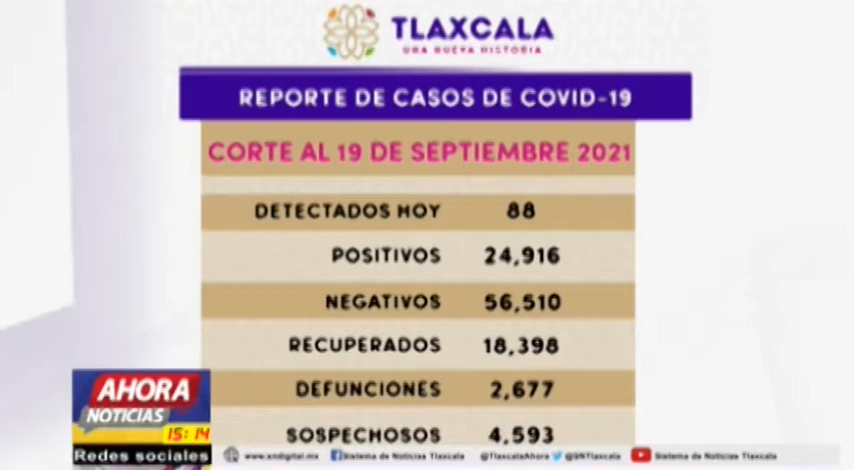 TLAXCALA
UNA NUEVA HISTORIA
REPORTE DE CASOS DE COVID-19
CORTE AL 19 DE SEPTIEMBRE 2021
DETECTADOS HOY 88
POSITIVOS 24,916
NEGATIVOS 56,510
RECUPERADOS 18,398
DEFUNCIONES 2,677
SOSPECHOSOS 4,593
AHORA
NOTICIAS
15:14
Redes sociales www.sndigital.mx Sistema de Noticias Tlaxcala @TlaxcalaAhora @SNTlaxcala Sistema de Noticias Tlaxcala